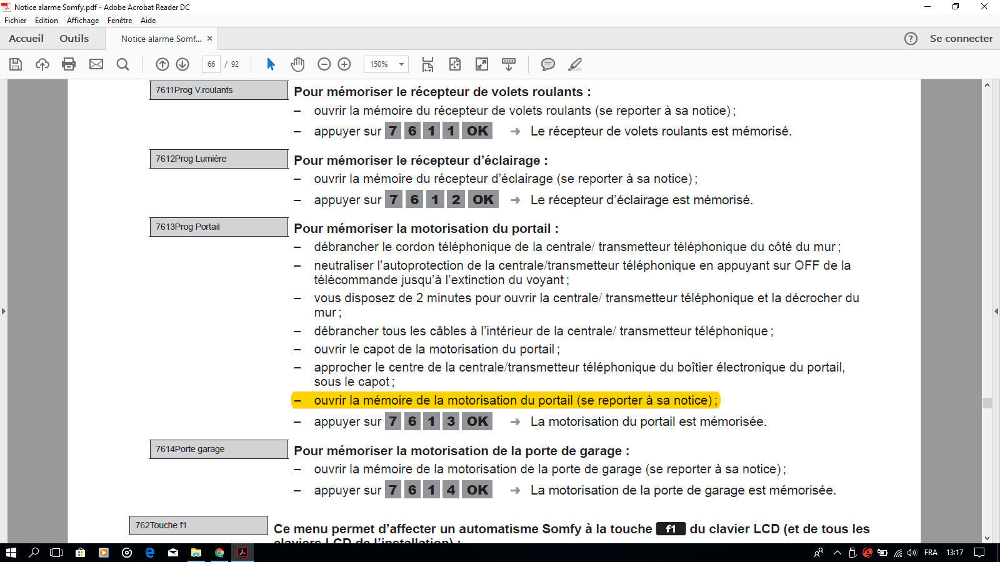 Notice alarme Somfy.pdf - Adobe Acrobat Reader DC
Fichier Edition Affichage Fenêtre Aide
Accueil Outils Notice alarme Somf... × ? Se connecter
66 / 92 150%
7611Prog V.roulants
Pour mémoriser le récepteur de volets roulants :
– ouvrir la mémoire du récepteur de volets roulants (se reporter à sa notice) ;
– appuyer sur 7 6 1 1 OK ➜ Le récepteur de volets roulants est mémorisé.
7612Prog Lumière
Pour mémoriser le récepteur d’éclairage :
– ouvrir la mémoire du récepteur d’éclairage (se reporter à sa notice) ;
– appuyer sur 7 6 1 2 OK ➜ Le récepteur d’éclairage est mémorisé.
7613Prog Portail
Pour mémoriser la motorisation du portail :
– débrancher le cordon téléphonique de la centrale/ transmetteur téléphonique du côté du mur ;
– neutraliser l’autoprotection de la centrale/transmetteur téléphonique en appuyant sur OFF de la
télécommande jusqu’à l’extinction du voyant ;
– vous disposez de 2 minutes pour ouvrir la centrale/ transmetteur téléphonique et la décrocher du
mur ;
– débrancher tous les câbles à l’intérieur de la centrale/ transmetteur téléphonique ;
– ouvrir le capot de la motorisation du portail ;
– approcher le centre de la centrale/transmetteur téléphonique du boîtier électronique du portail,
sous le capot ;
– ouvrir la mémoire de la motorisation du portail (se reporter à sa notice) ;
– appuyer sur 7 6 1 3 OK ➜ La motorisation du portail est mémorisée.
7614Porte garage
Pour mémoriser la motorisation de la porte de garage :
– ouvrir la mémoire de la motorisation de la porte de garage (se reporter à sa notice) ;
– appuyer sur 7 6 1 4 OK ➜ La motorisation de la porte de garage est mémorisée.
762Touche f1
Ce menu permet d’affecter un automatisme Somfy à la touche f1 du clavier LCD (et de tous les
claviers LCD de l’installation) :
FRA 13:17